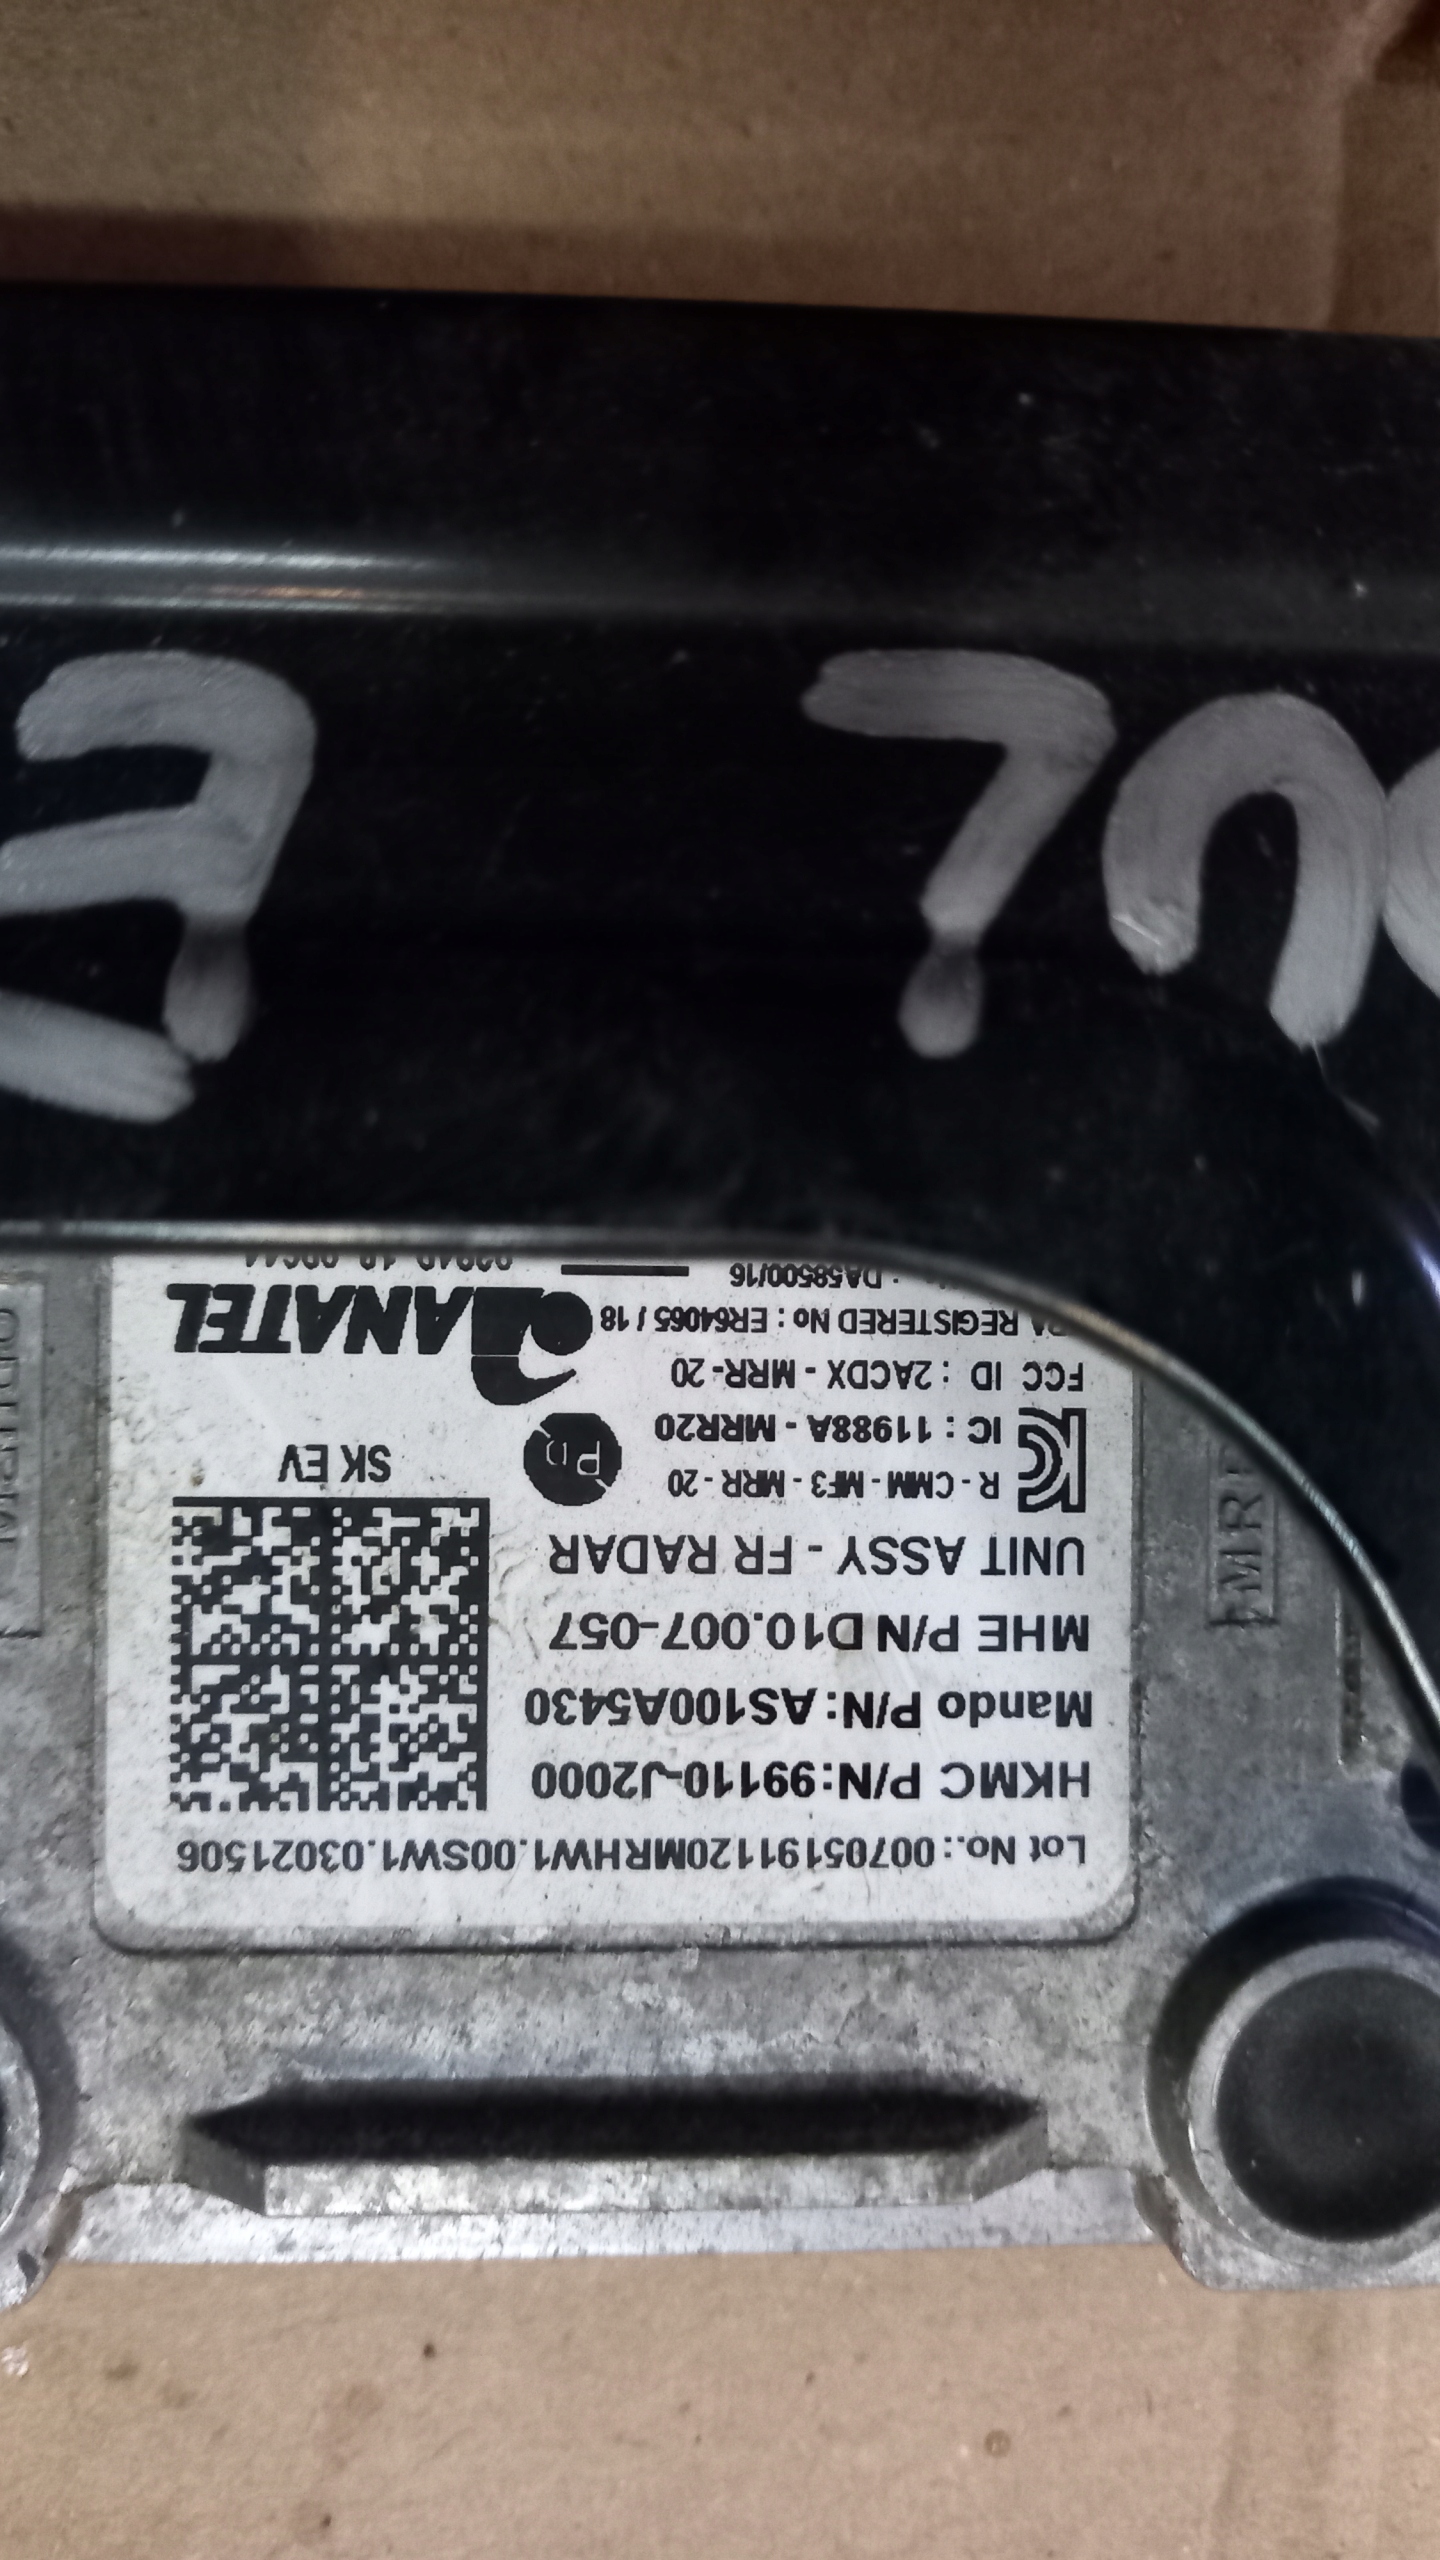 Lot No.:00705191120MRHW1.00SW1.03021506
HKMC P/N:99110-J2000
Mando P/N:AS100A5430
MHE P/N D10.007-057
UNIT ASSY - FR RADAR
R - CMM - MF3 - MRR - 20
IC : 11988A - MRR20
FCC ID : 2ACDX - MRR-20
REGISTERED No : ER64065 / 18
DA58500/16
SK EV
Pb
ANATEL
MRR